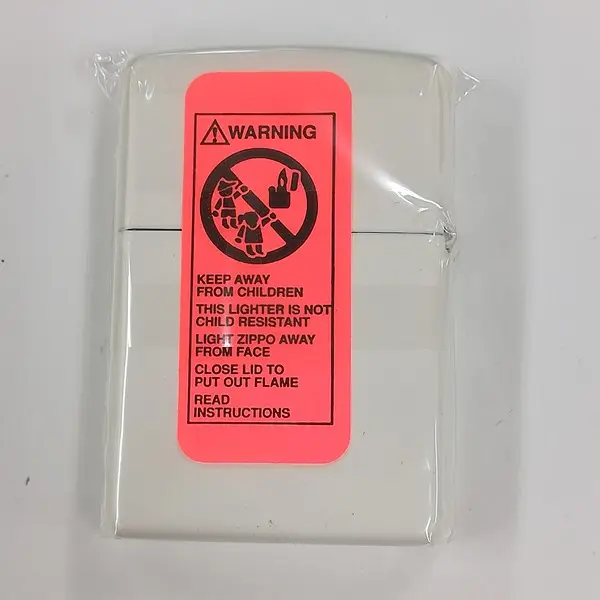 WARNING
KEEP AWAY
FROM CHILDREN
THIS LIGHTER IS NOT
CHILD RESISTANT
LIGHT ZIPPO AWAY
FROM FACE
CLOSE LID TO
PUT OUT FLAME
READ
INSTRUCTIONS